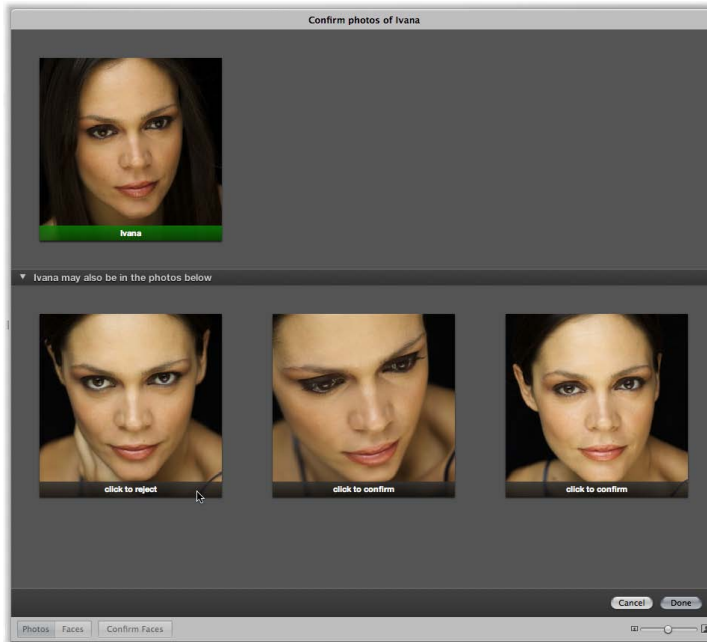 Confirm photos of Ivana
Ivana
Ivana may also be in the photos below
click to reject
click to confirm
click to confirm
Cancel
Done
Photos
Faces
Confirm Faces